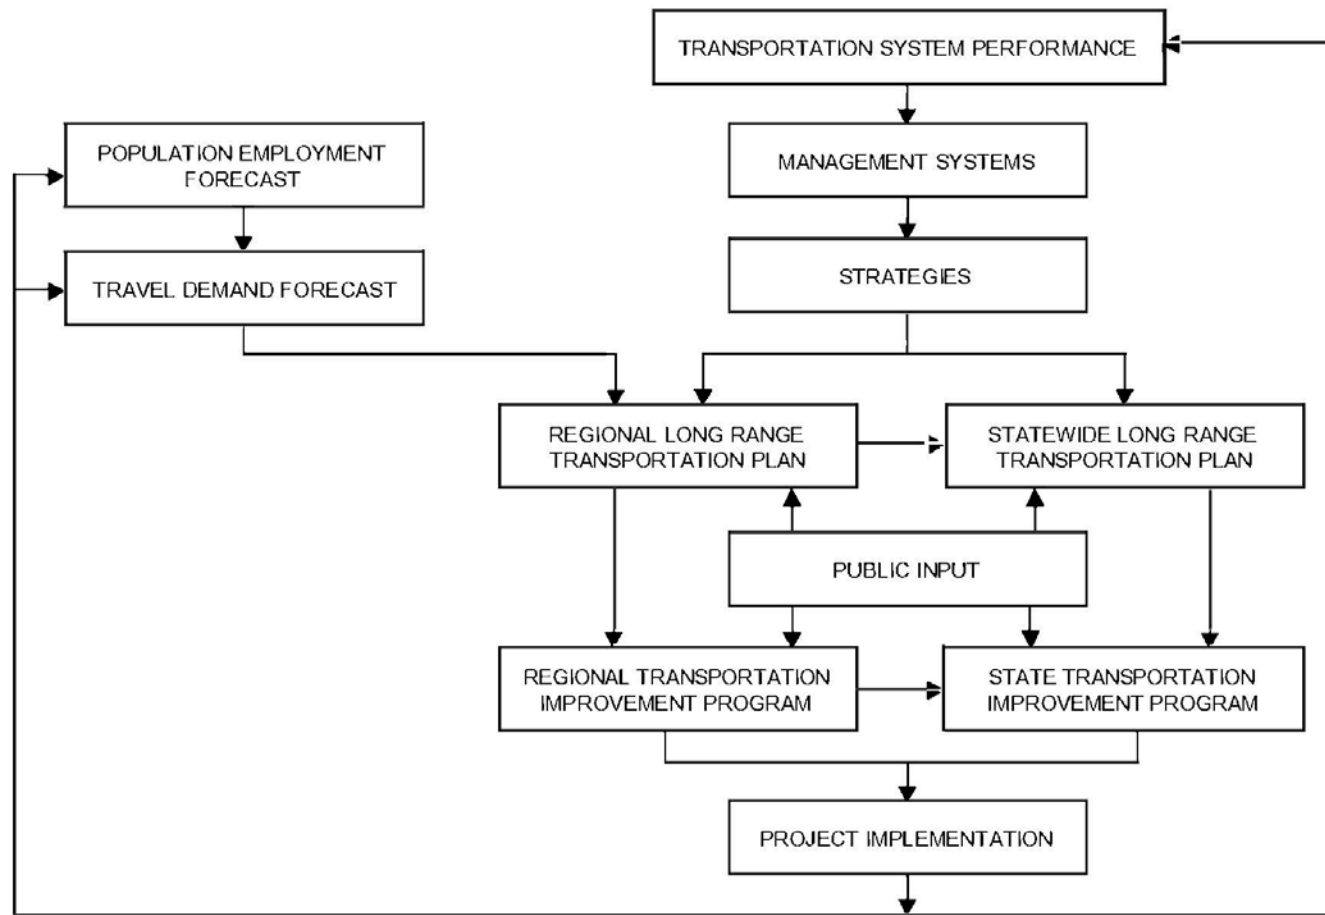 TRANSPORTATION SYSTEM PERFORMANCE
POPULATION EMPLOYMENT
FORECAST
MANAGEMENT SYSTEMS
TRAVEL DEMAND FORECAST
STRATEGIES
REGIONAL LONG RANGE
TRANSPORTATION PLAN
STATEWIDE LONG RANGE
TRANSPORTATION PLAN
PUBLIC INPUT
REGIONAL TRANSPORTATION
IMPROVEMENT PROGRAM
STATE TRANSPORTATION
IMPROVEMENT PROGRAM
PROJECT IMPLEMENTATION